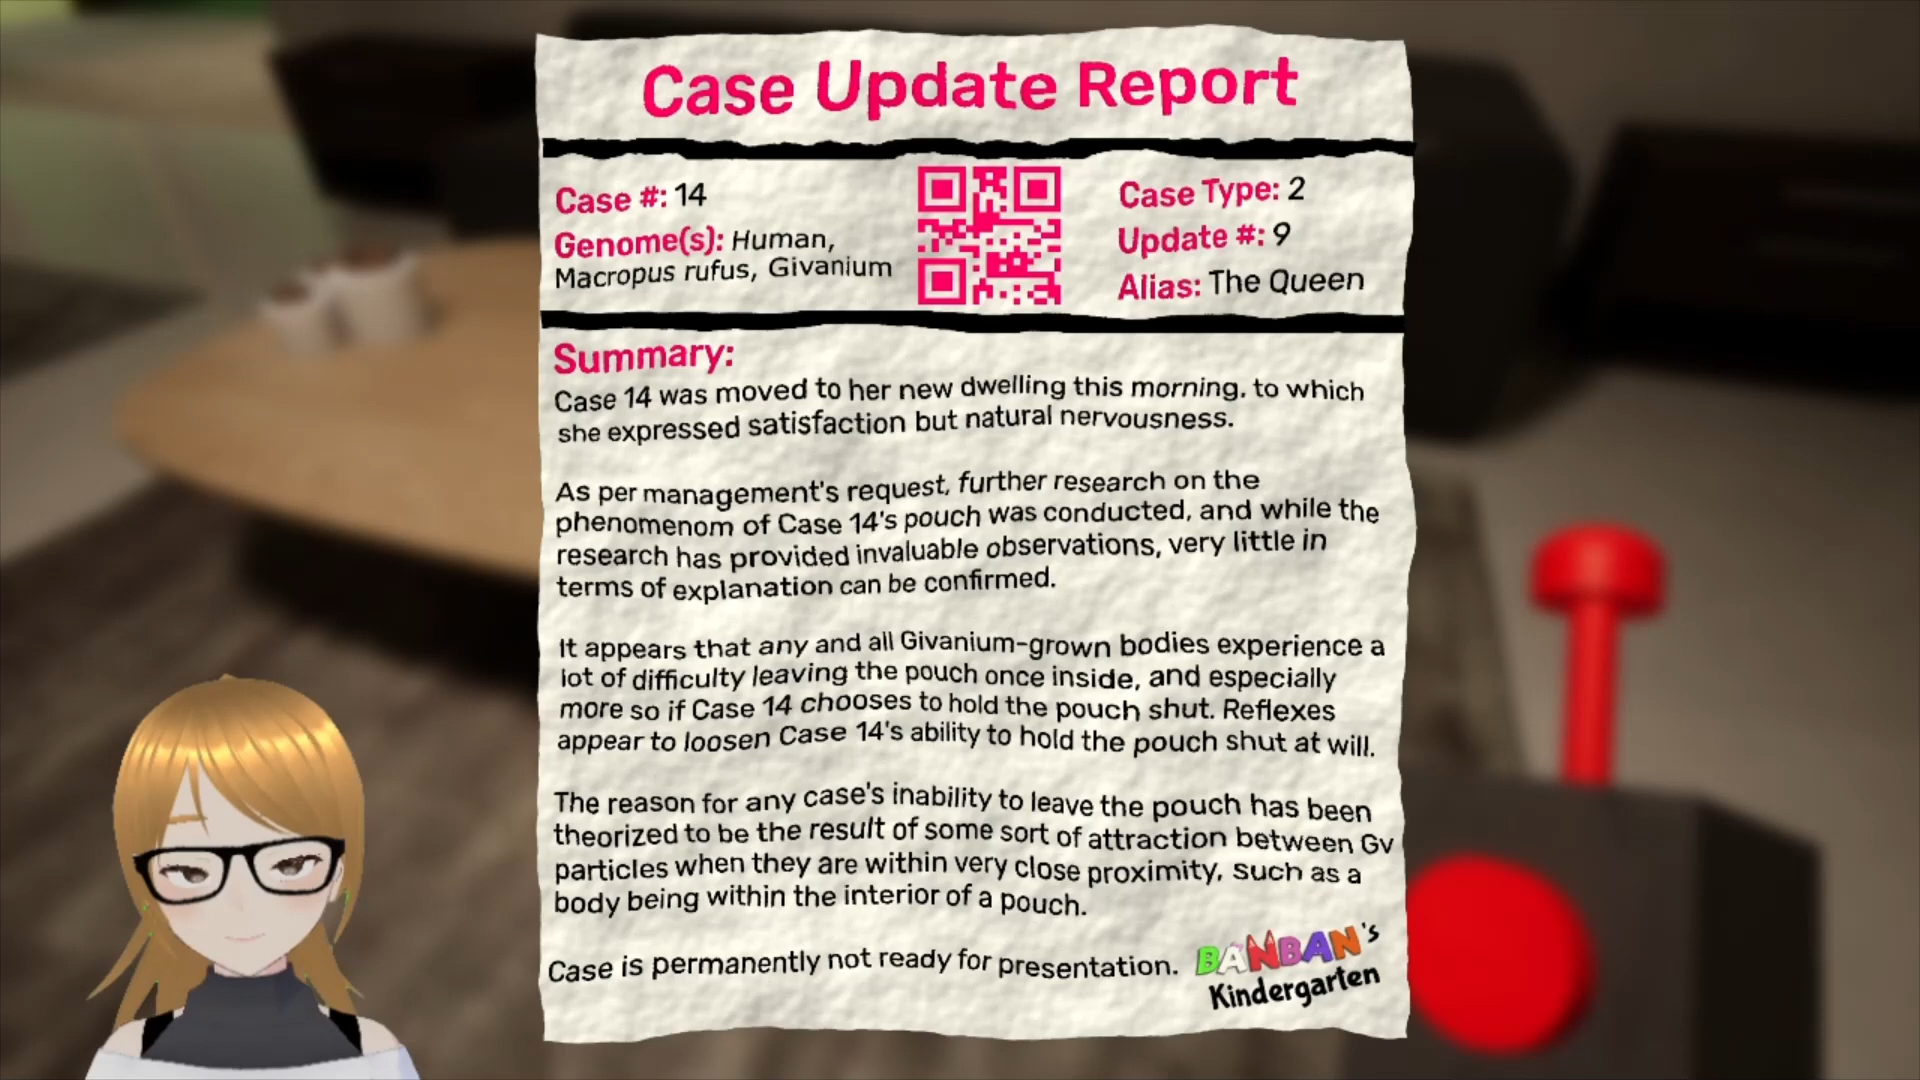 Case Update Report
Case #: 14
Genome(s): Human,
Macropus rufus, Givanium
Case Type: 2
Update #: 9
Alias: The Queen
Summary:
Case 14 was moved to her new dwelling this morning, to which
she expressed satisfaction but natural nervousness.
As per management's request, further research on the
phenomenom of Case 14's pouch was conducted, and while the
research has provided invaluable observations, very little in
terms of explanation can be confirmed.
It appears that any and all Givanium-grown bodies experience a
lot of difficulty leaving the pouch once inside, and especially
more so if Case 14 chooses to hold the pouch shut. Reflexes
appear to loosen Case 14's ability to hold the pouch shut at will.
The reason for any case's inability to leave the pouch has been
theorized to be the result of some sort of attraction between Gv
particles when they are within very close proximity, such as a
body being within the interior of a pouch.
Case is permanently not ready for presentation.
BANBAN's
Kindergarten